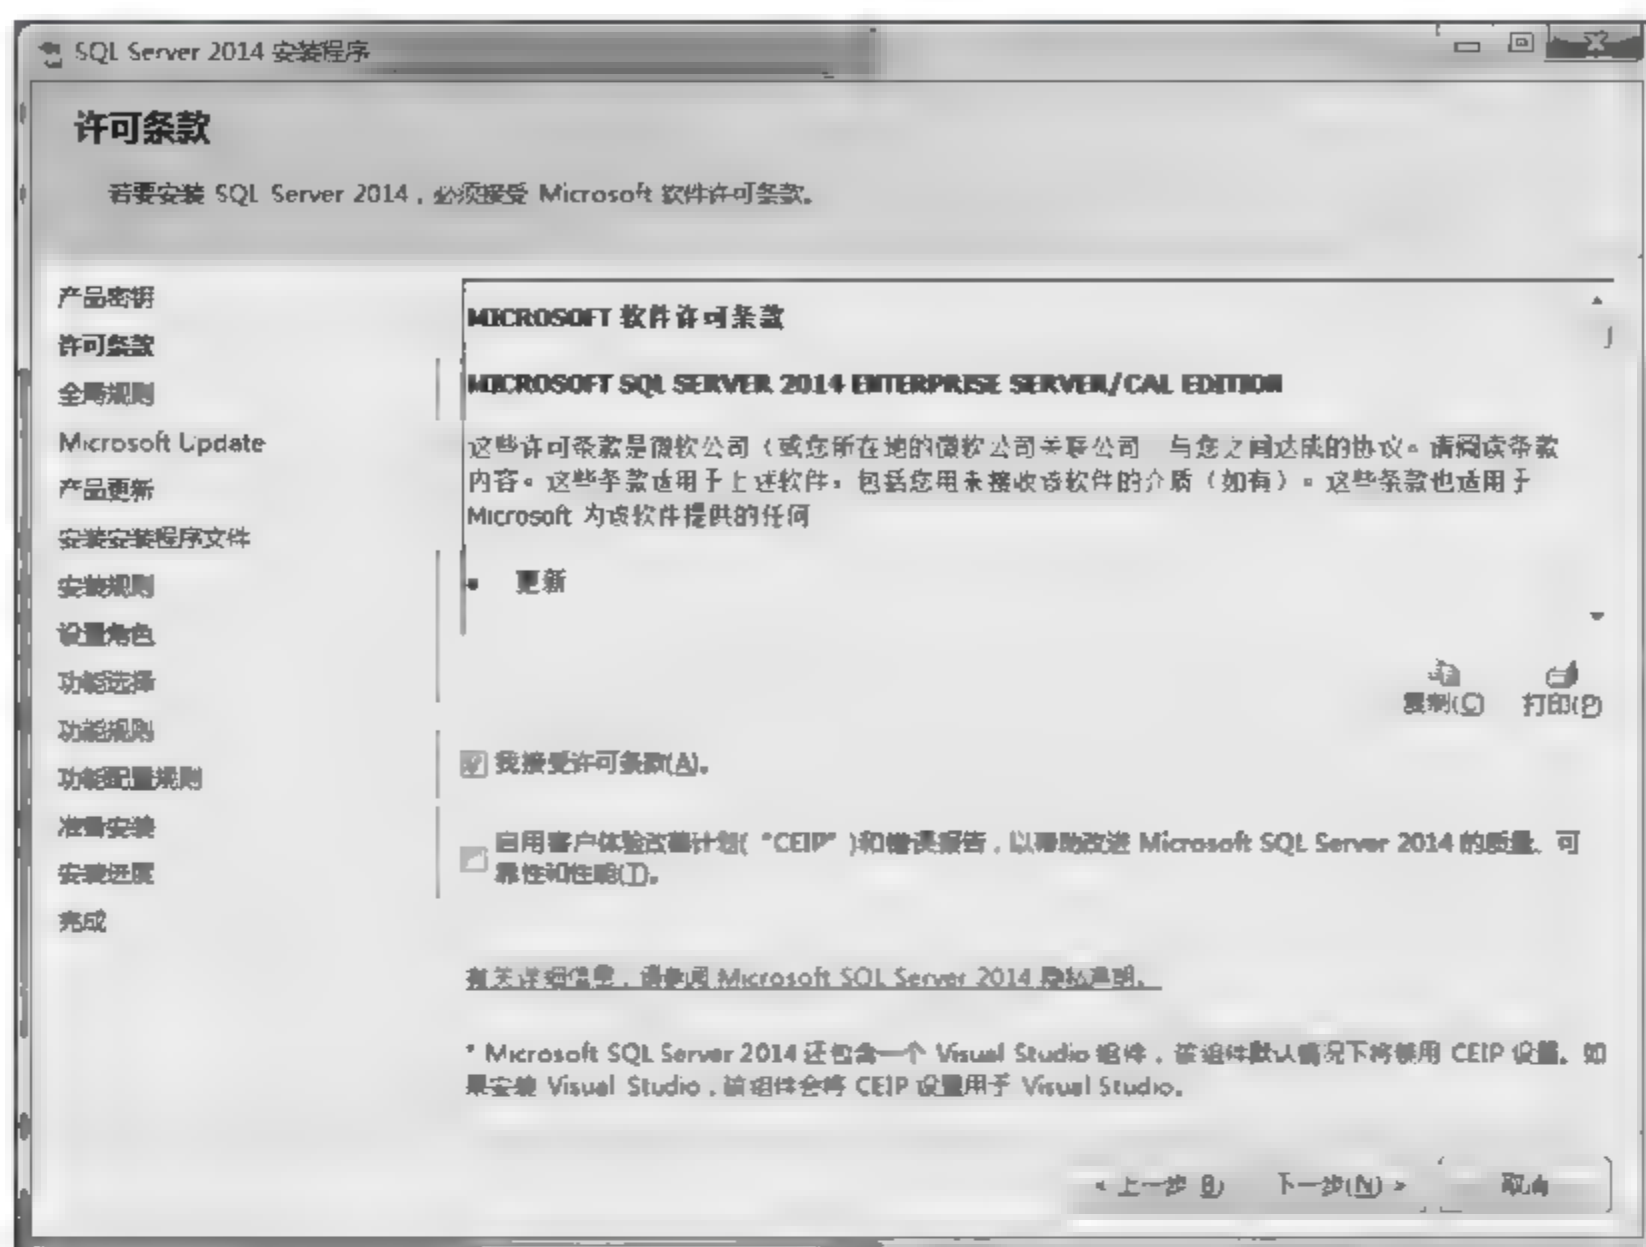 SQL Server 2014 安装程序
许可条款
若要安装 SQL Server 2014，必须接受 Microsoft 软件许可条款。
产品密钥
许可条款
全局规则
Microsoft Update
产品更新
安装安装程序文件
安装规则
设置角色
功能选择
功能规则
功能配置规则
准备安装
安装进度
完成
MICROSOFT 软件许可条款
MICROSOFT SQL SERVER 2014 ENTERPRISE SERVER/CAL EDITION
这些许可条款是微软公司（或您所在地的微软公司关联公司 与您之间达成的协议。请阅读条款
内容。这些条款适用于上述软件，包括您用来接收该软件的介质（如有）。这些条款也适用于
Microsoft 为该软件提供的任何
▪ 更新
复制(C) 打印(P)
我接受许可条款(A)。
启用客户体验改善计划(“CEIP”)和错误报告，以帮助改进 Microsoft SQL Server 2014 的质量、可
靠性和性能(T)。
有关详细信息，请参阅 Microsoft SQL Server 2014 隐私声明。
* Microsoft SQL Server 2014 还包含一个 Visual Studio 组件，该组件默认情况下将禁用 CEIP 设置。如
果安装 Visual Studio，该组件会将 CEIP 设置用于 Visual Studio。
< 上一步 B) 下一步(N) > 取消